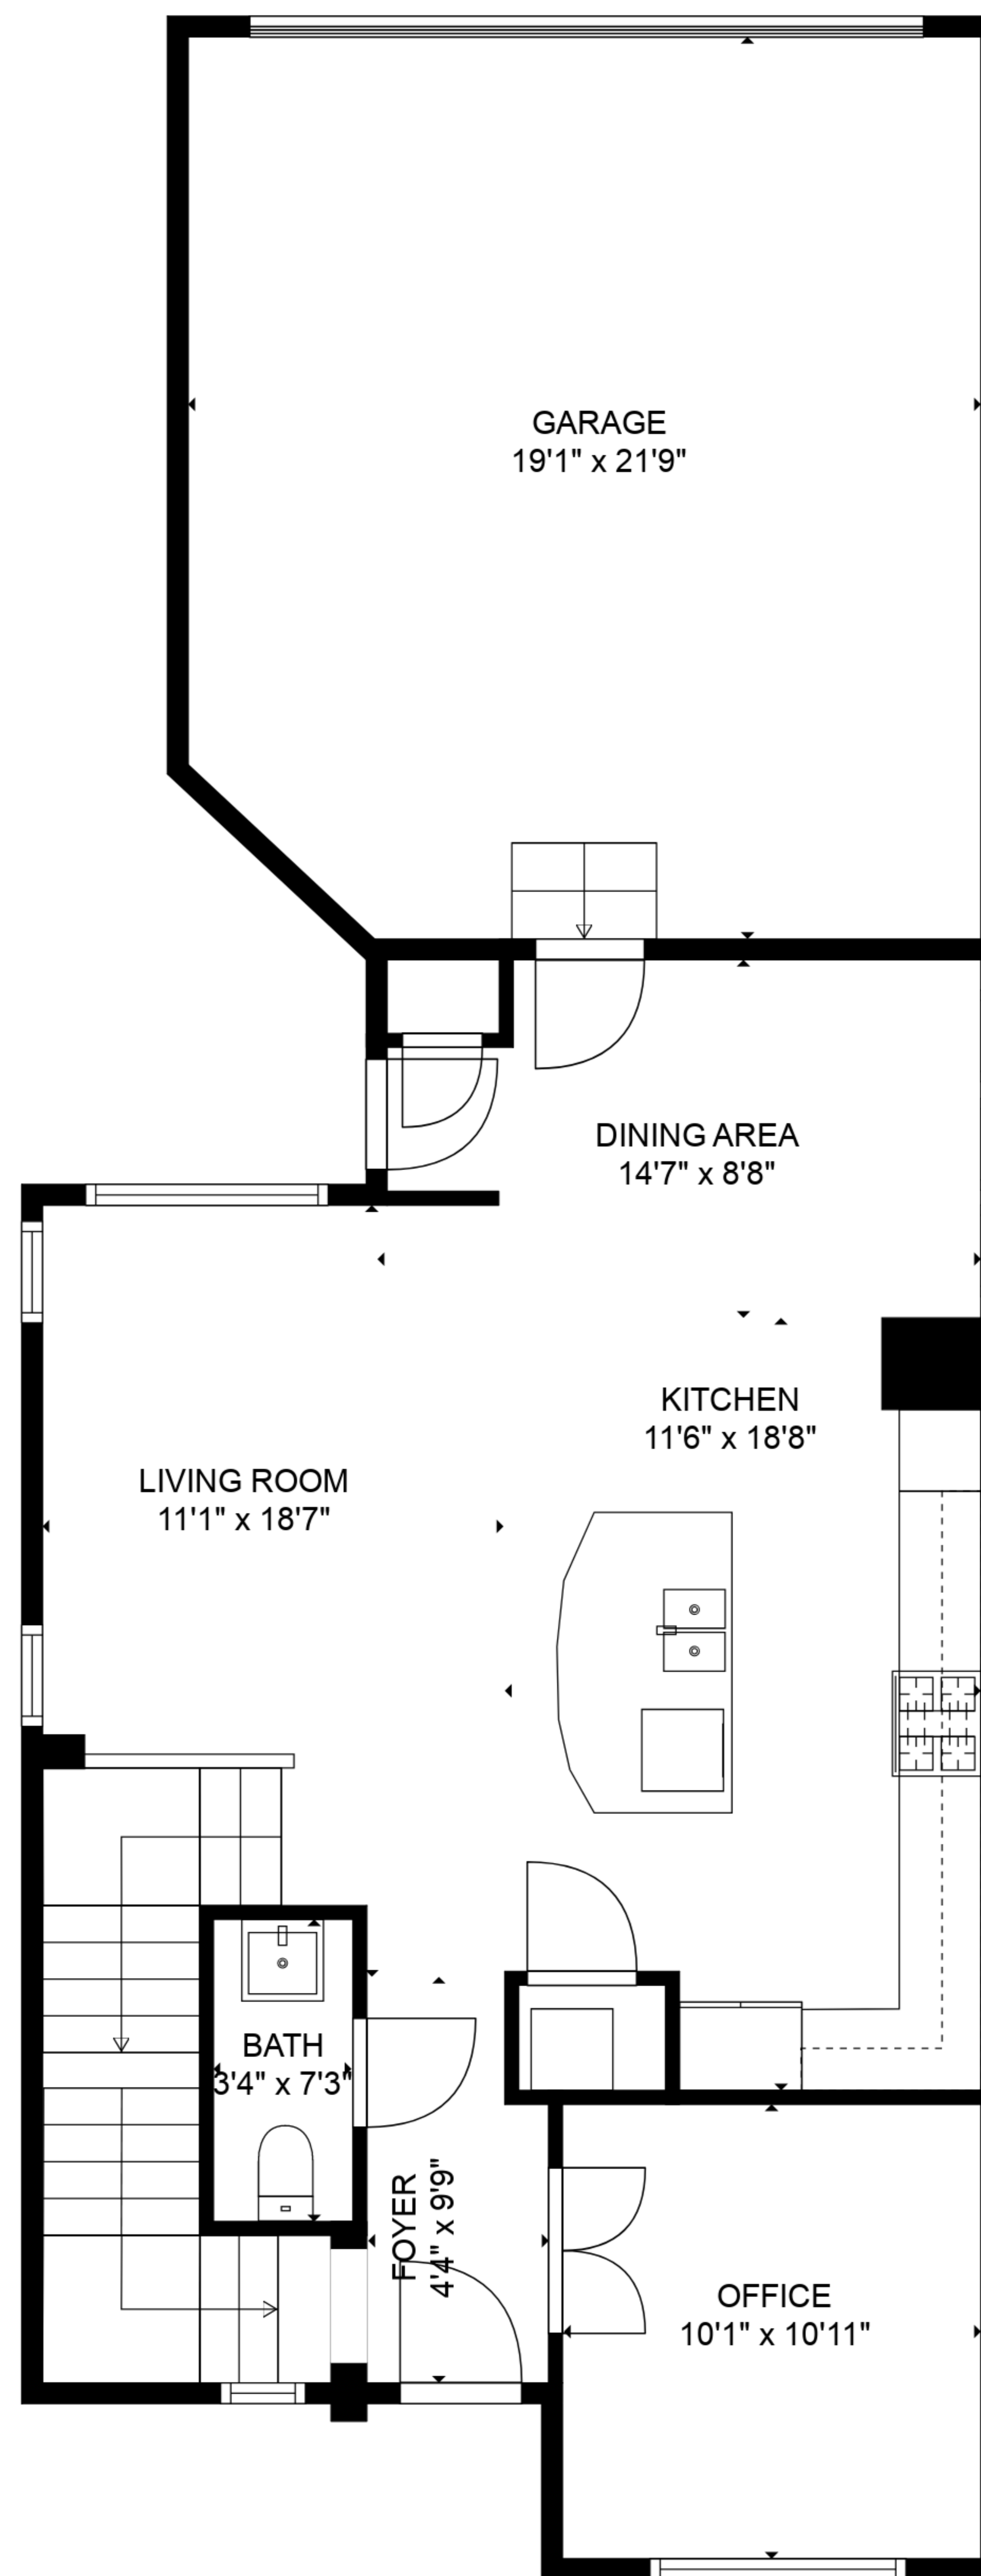 GARAGE
19'1" x 21'9"
DINING AREA
14'7" x 8'8"
KITCHEN
11'6" x 18'8"
LIVING ROOM
11'1" x 18'7"
BATH
3'4" x 7'3"
FOYER
4'4" x 9'9"
OFFICE
10'1" x 10'11"